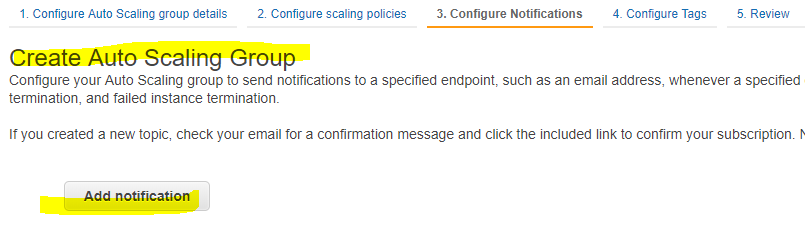 1. Configure Auto Scaling group details 2. Configure scaling policies 3. Configure Notifications 4. Configure Tags 5. Review
Create Auto Scaling Group
Configure your Auto Scaling group to send notifications to a specified endpoint, such as an email address, whenever a specified
termination, and failed instance termination.
If you created a new topic, check your email for a confirmation message and click the included link to confirm your subscription.
Add notification